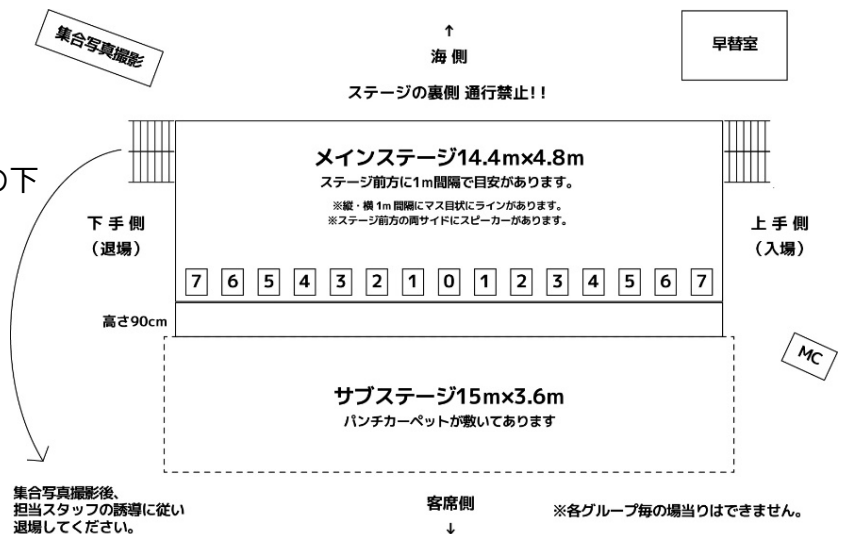 集合写真撮影
↑
海 側
早替室
ステージの裏側 通行禁止!!
の下
メインステージ14.4m×4.8m
ステージ前方に1m間隔で目安があります。
※縦・横 1m 間隔にマス目状にラインがあります。
※ステージ前方の両サイドにスピーカーがあります。
下 手 側
（退場）
上 手 側
（入場）
7 6 5 4 3 2 1 0 1 2 3 4 5 6 7
高さ90cm
MC
サブステージ15m×3.6m
パンチカーペットが敷いてあります
集合写真撮影後、
担当スタッフの誘導に従い
退場してください。
客席側
↓
※各グループ毎の場当りはできません。